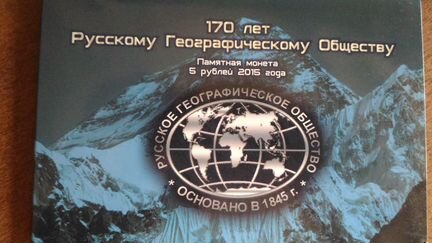 170 лет
Русскому Географическому Обществу
Памятная монета
5 рублей 2015 года
РУССКОЕ ГЕОГРАФИЧЕСКОЕ ОБЩЕСТВО
* ОСНОВАНО В 1845 г. *